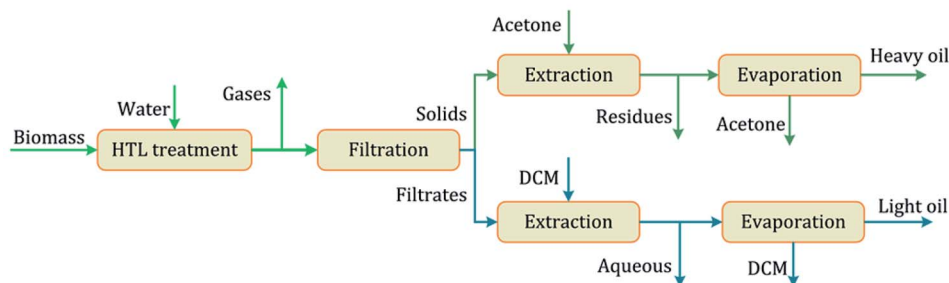 Biomass
Water
HTL treatment
Gases
Filtration
Solids
Filtrates
Acetone
Extraction
Residues
Evaporation
Acetone
Heavy oil
DCM
Extraction
Aqueous
Evaporation
DCM
Light oil